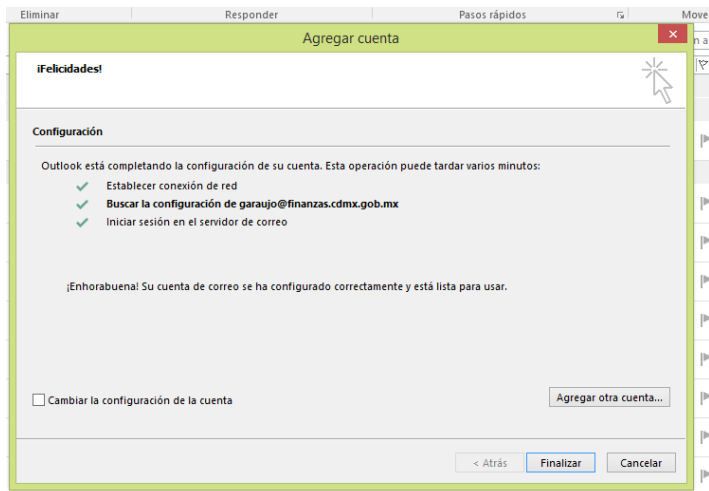 Eliminar Responder Pasos rápidos Move
Agregar cuenta
n a
¡Felicidades!
Configuración
Outlook está completando la configuración de su cuenta. Esta operación puede tardar varios minutos:
Establecer conexión de red
Buscar la configuración de garaujo@finanzas.cdmx.gob.mx
Iniciar sesión en el servidor de correo
¡Enhorabuena! Su cuenta de correo se ha configurado correctamente y está lista para usar.
Cambiar la configuración de la cuenta
Agregar otra cuenta...
< Atrás Finalizar Cancelar